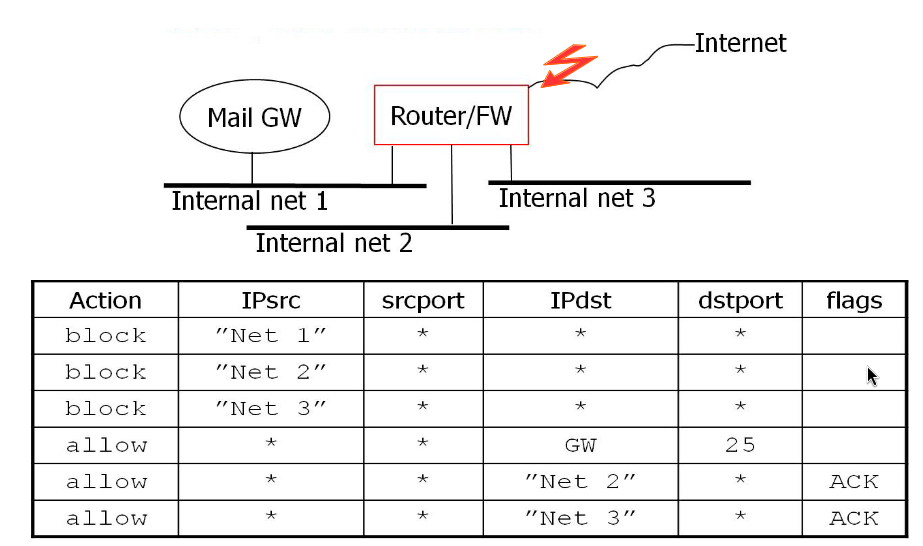 Internet
Mail GW
Router/FW
Internal net 1
Internal net 3
Internal net 2
Action IPsrc srcport IPdst dstport flags
block ”Net 1” * * *
block ”Net 2” * * *
block ”Net 3” * * *
allow * * GW 25
allow * * ”Net 2” * ACK
allow * * ”Net 3” * ACK